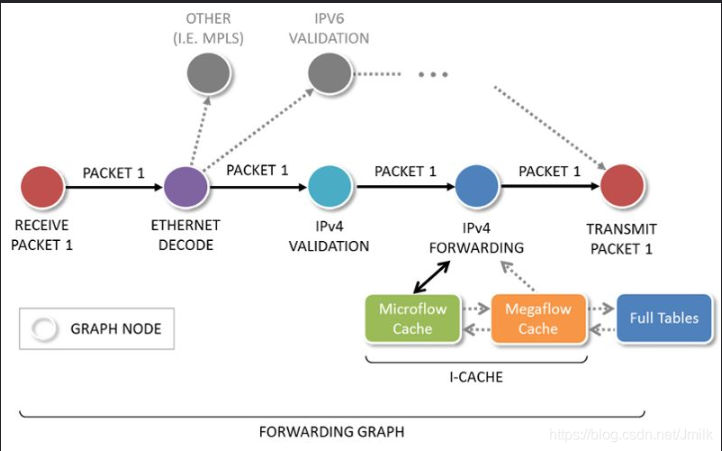 OTHER
(I.E. MPLS)
IPV6
VALIDATION
PACKET 1
PACKET 1
PACKET 1
PACKET 1
RECEIVE
PACKET 1
ETHERNET
DECODE
IPv4
VALIDATION
IPv4
FORWARDING
TRANSMIT
PACKET 1
Microflow
Cache
Megaflow
Cache
Full Tables
GRAPH NODE
I-CACHE
FORWARDING GRAPH
https://blog.csdn.net/Jmilk